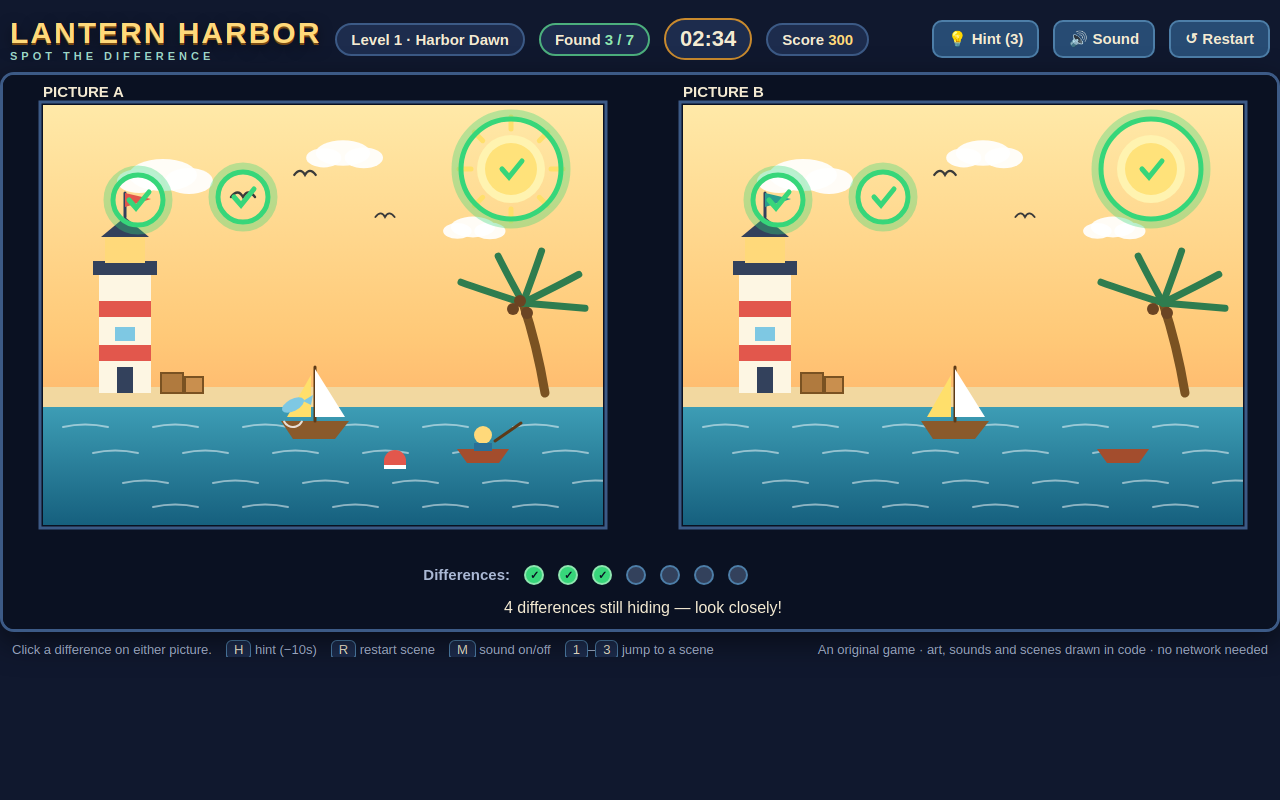 LANTERN HARBOR
SPOT THE DIFFERENCE
Level 1 · Harbor Dawn
Found 3 / 7
02:34
Score 300
💡 Hint (3)
🔊 Sound
↺ Restart
PICTURE A
PICTURE B
Differences: ✓ ✓ ✓
4 differences still hiding — look closely!
Click a difference on either picture. H hint (−10s) R restart scene M sound on/off 1–3 jump to a scene
An original game · art, sounds and scenes drawn in code · no network needed